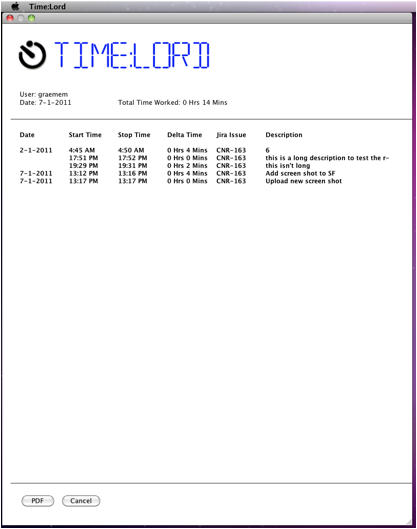 Time:Lord
TIME:LORD
User: graemem
Date: 7-1-2011 Total Time Worked: 0 Hrs 14 Mins
Date Start Time Stop Time Delta Time Jira Issue Description
2-1-2011 4:45 AM 4:50 AM 0 Hrs 4 Mins CNR-163 6
17:51 PM 17:52 PM 0 Hrs 0 Mins CNR-163 this is a long description to test the r-
19:29 PM 19:31 PM 0 Hrs 2 Mins CNR-163 this isn't long
7-1-2011 13:12 PM 13:16 PM 0 Hrs 4 Mins CNR-163 Add screen shot to SF
7-1-2011 13:17 PM 13:17 PM 0 Hrs 0 Mins CNR-163 Upload new screen shot
PDF Cancel